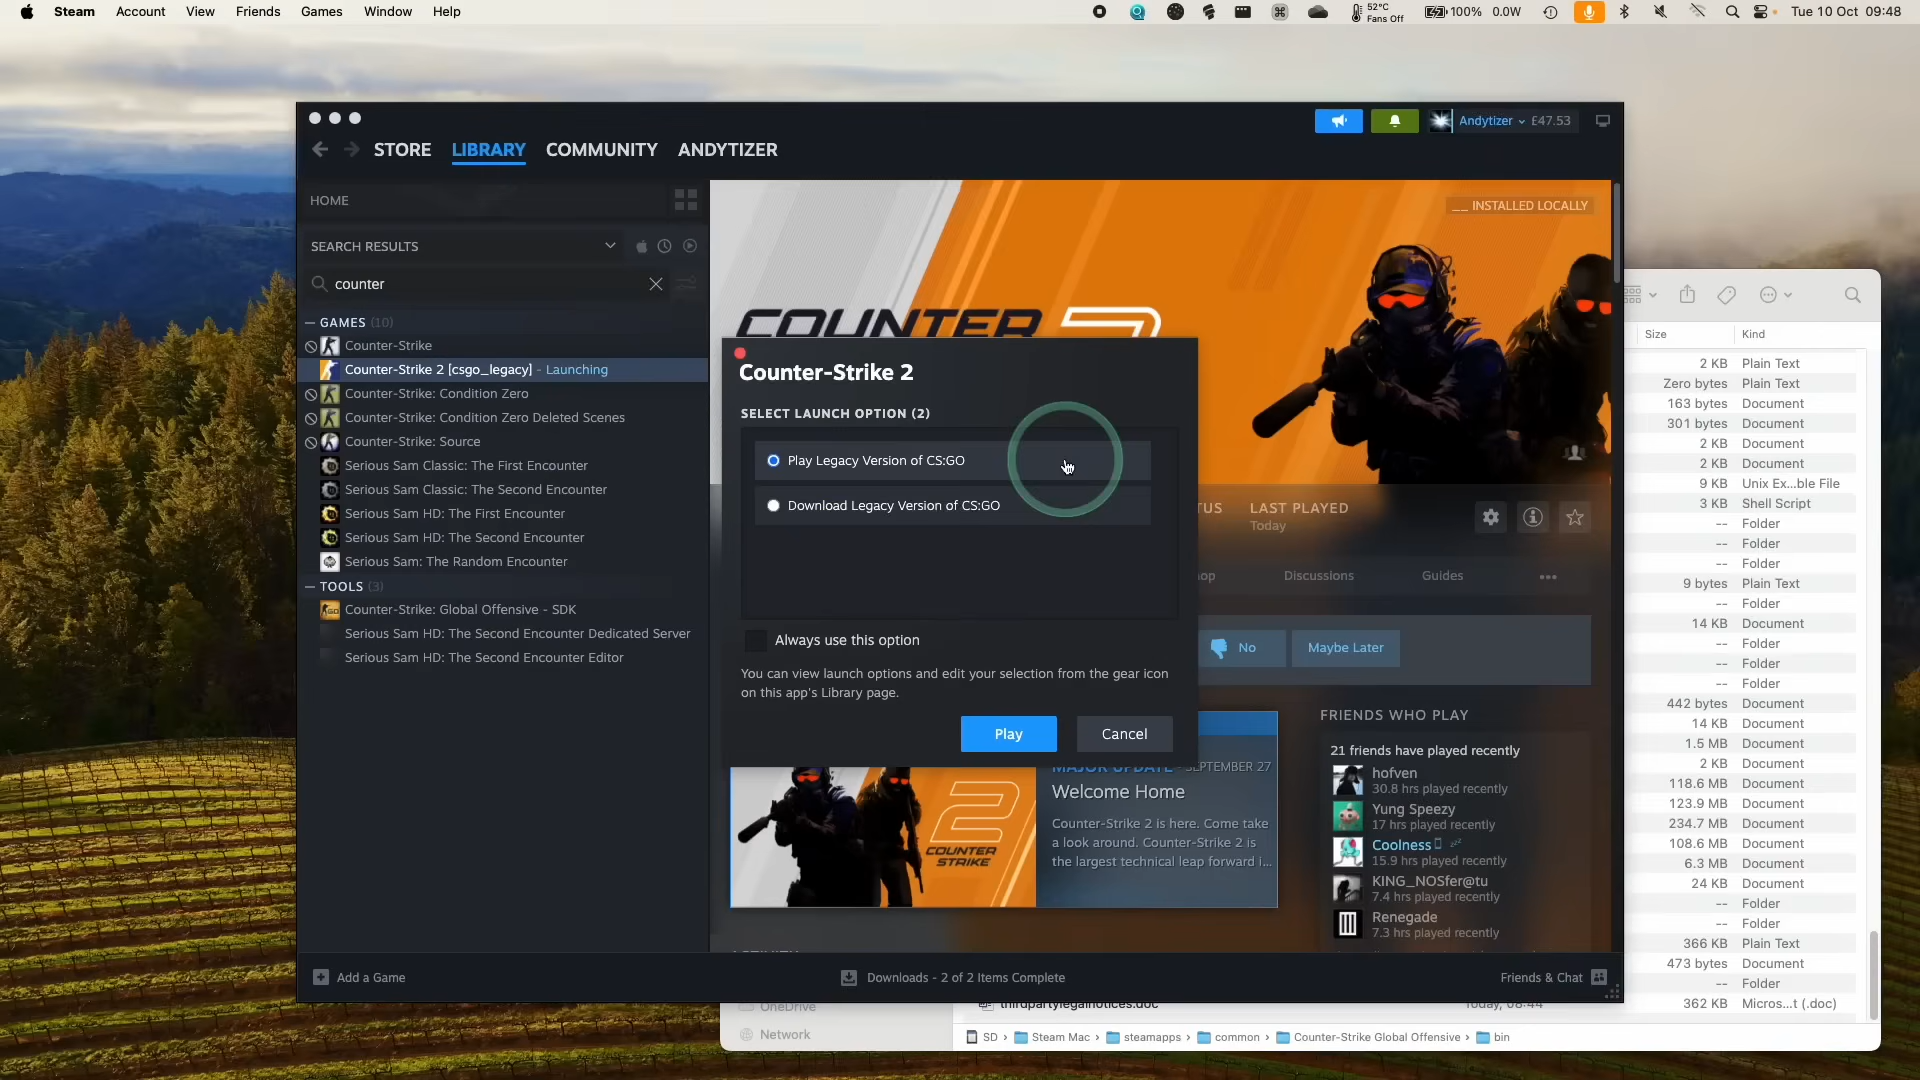 Steam Account View Friends Games Window Help
52°C
Fans Off
100% 0.0W
Tue 10 Oct 09:48
Andytizer £47.53
STORE LIBRARY COMMUNITY ANDYTIZER
HOME
SEARCH RESULTS
counter
GAMES (10)
Counter-Strike
Counter-Strike 2 [csgo_legacy] - Launching
Counter-Strike: Condition Zero
Counter-Strike: Condition Zero Deleted Scenes
Counter-Strike: Source
Serious Sam Classic: The First Encounter
Serious Sam Classic: The Second Encounter
Serious Sam HD: The First Encounter
Serious Sam HD: The Second Encounter
Serious Sam: The Random Encounter
TOOLS (3)
Counter-Strike: Global Offensive - SDK
Serious Sam HD: The Second Encounter Dedicated Server
Serious Sam HD: The Second Encounter Editor
Add a Game
INSTALLED LOCALLY
COUNTER
Counter-Strike 2
SELECT LAUNCH OPTION (2)
Play Legacy Version of CS:GO
Download Legacy Version of CS:GO
Always use this option
You can view launch options and edit your selection from the gear icon
on this app's Library page.
Play Cancel
LAST PLAYED
Today
Discussions Guides
No Maybe Later
MAJOR UPDATE - SEPTEMBER 27
Welcome Home
Counter-Strike 2 is here. Come take
a look around. Counter-Strike 2 is
the largest technical leap forward i...
COUNTER
STRIKE
2
FRIENDS WHO PLAY
21 friends have played recently
hofven
30.8 hrs played recently
Yung Speezy
17 hrs played recently
Coolness
15.9 hrs played recently
KING_NOSfer@tu
7.4 hrs played recently
Renegade
7.3 hrs played recently
Downloads - 2 of 2 Items Complete
Friends & Chat
Size Kind
2 KB Plain Text
Zero bytes Plain Text
163 bytes Document
301 bytes Document
2 KB Document
2 KB Document
9 KB Unix Ex...ble File
3 KB Shell Script
-- Folder
-- Folder
-- Folder
9 bytes Plain Text
-- Folder
14 KB Document
-- Folder
-- Folder
-- Folder
442 bytes Document
14 KB Document
1.5 MB Document
2 KB Document
118.6 MB Document
123.9 MB Document
234.7 MB Document
108.6 MB Document
6.3 MB Document
24 KB Document
-- Folder
-- Folder
366 KB Plain Text
473 bytes Document
-- Folder
thirdpartylegalnotices.doc Today, 08:44 362 KB Micros...t (.doc)
OneDrive
Network
SD › Steam Mac › steamapps › common › Counter-Strike Global Offensive › bin